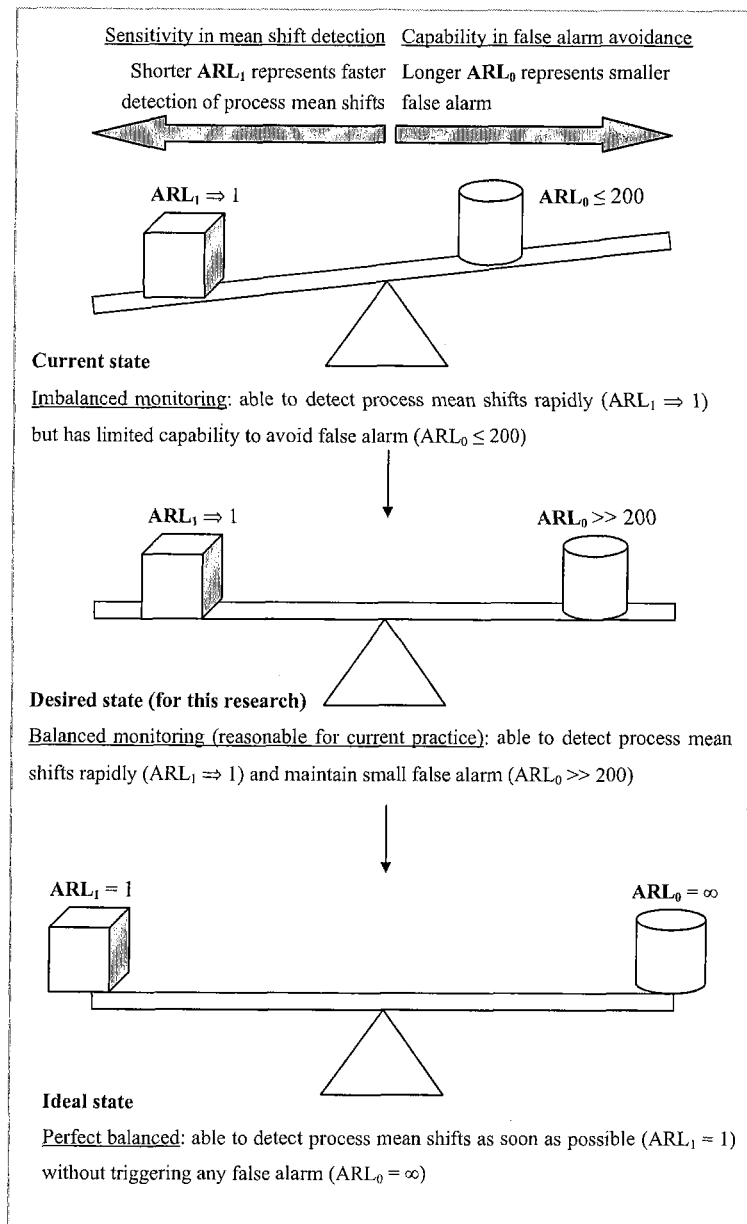 Sensitivity in mean shift detection Capability in false alarm avoidance
Shorter ARL₁ represents faster Longer ARL₀ represents smaller
detection of process mean shifts false alarm
ARL₁ ⇒ 1
ARL₀ ≤ 200
Current state
Imbalanced monitoring: able to detect process mean shifts rapidly (ARL₁ ⇒ 1)
but has limited capability to avoid false alarm (ARL₀ ≤ 200)
ARL₁ ⇒ 1
ARL₀ >> 200
Desired state (for this research)
Balanced monitoring (reasonable for current practice): able to detect process mean
shifts rapidly (ARL₁ ⇒ 1) and maintain small false alarm (ARL₀ >> 200)
ARL₁ = 1
ARL₀ = ∞
Ideal state
Perfect balanced: able to detect process mean shifts as soon as possible (ARL₁ = 1)
without triggering any false alarm (ARL₀ = ∞)